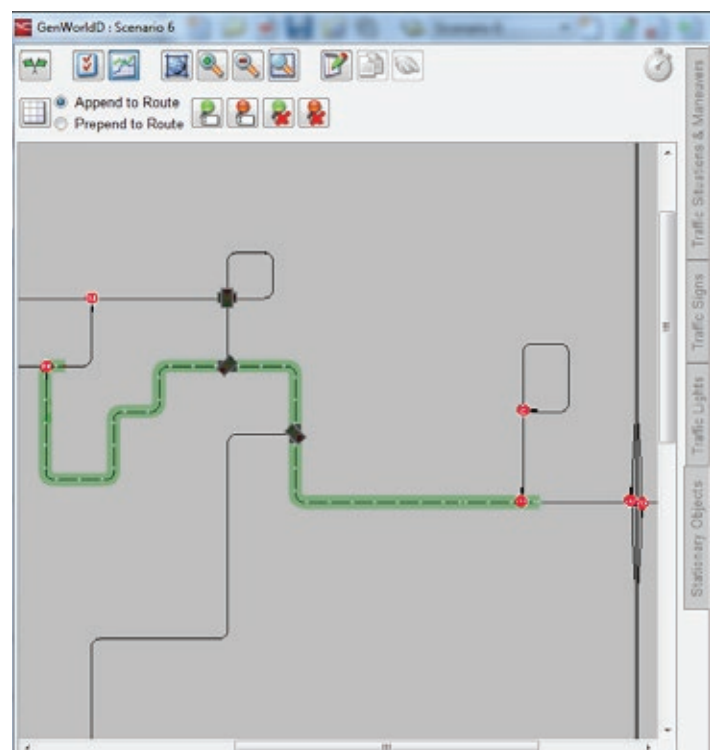 GenWorldD : Scenario 6
Append to Route
Prepend to Route
Traffic Situations & Maneuvers
Traffic Signs
Traffic Lights
Stationary Objects